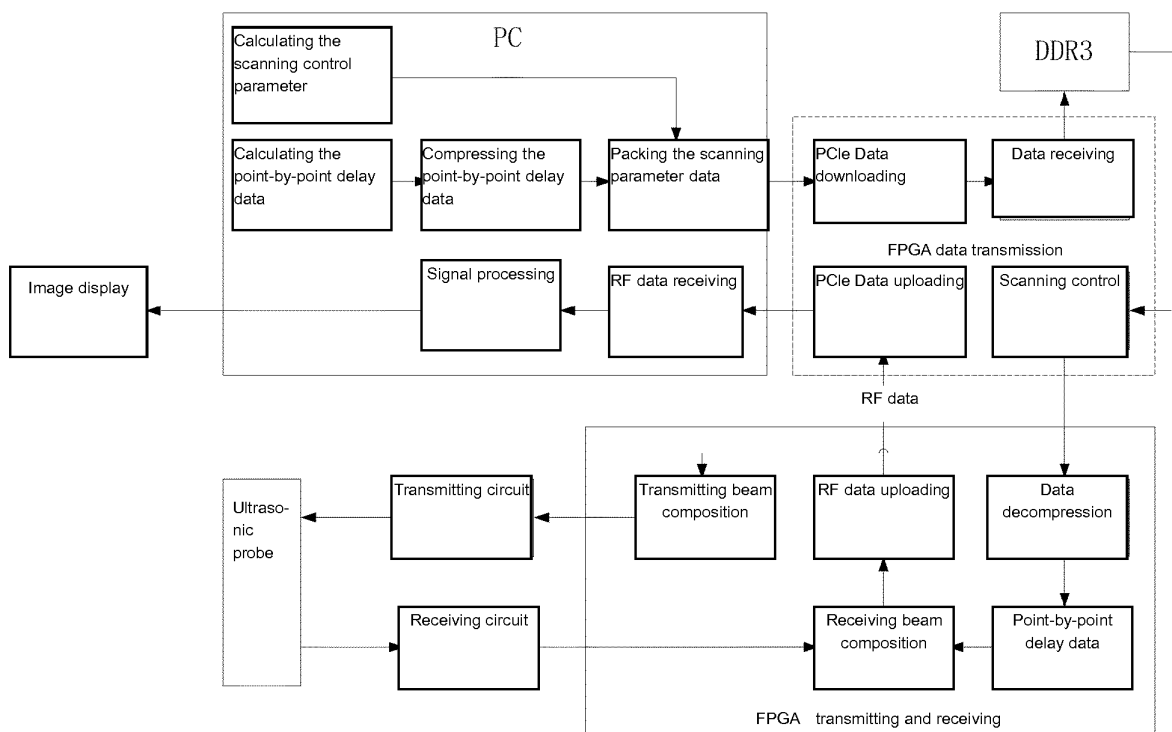 PC
DDR3
Calculating the
scanning control
parameter
Calculating the
point-by-point delay
data
Compressing the
point-by-point delay
data
Packing the scanning
parameter data
PCIe Data
downloading
Data receiving
FPGA data transmission
Image display
Signal processing
RF data receiving
PCIe Data uploading
Scanning control
RF data
Ultraso-
nic
probe
Transmitting circuit
Transmitting beam
composition
RF data uploading
Data
decompression
Receiving circuit
Receiving beam
composition
Point-by-point
delay data
FPGA transmitting and receiving